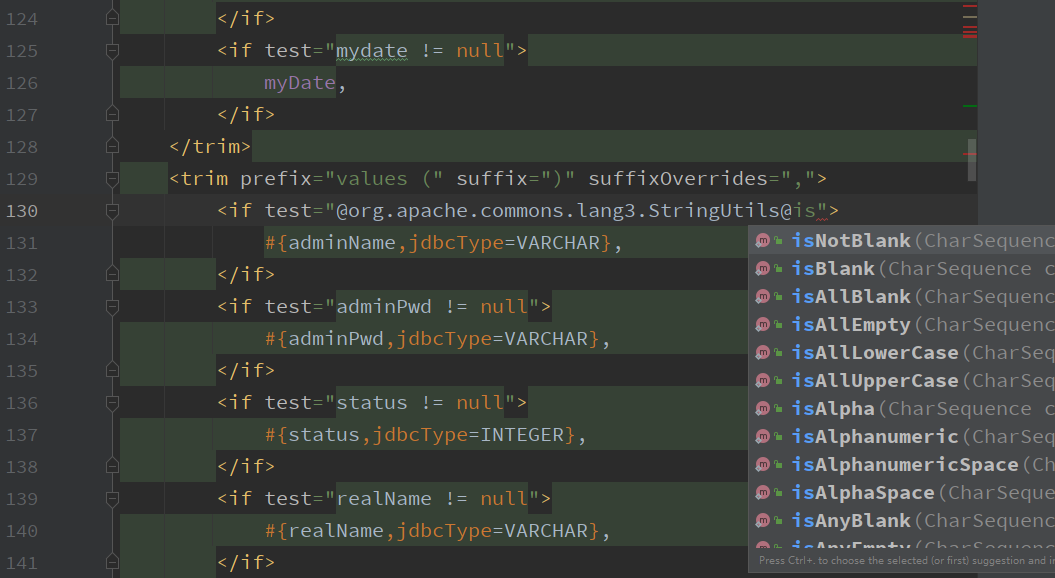 124 </if>
125 <if test="mydate != null">
126 myDate,
127 </if>
128 </trim>
129 <trim prefix="values (" suffix=")" suffixOverrides=",">
130 <if test="@org.apache.commons.lang3.StringUtils@is">
131 #{adminName,jdbcType=VARCHAR},
132 </if>
133 <if test="adminPwd != null">
134 #{adminPwd,jdbcType=VARCHAR},
135 </if>
136 <if test="status != null">
137 #{status,jdbcType=INTEGER},
138 </if>
139 <if test="realName != null">
140 #{realName,jdbcType=VARCHAR},
141 </if>
isNotBlank(CharSequenc
isBlank(CharSequence c
isAllBlank(CharSequenc
isAllEmpty(CharSequenc
isAllLowerCase(CharSeq
isAllUpperCase(CharSeq
isAlpha(CharSequence c
isAlphanumeric(CharSeq
isAlphanumericSpace(Ch
isAlphaSpace(CharSeque
isAnyBlank(CharSequenc
isAnyEmpty(CharSequenc
Press Ctrl+. to choose the selected (or first) suggestion and in